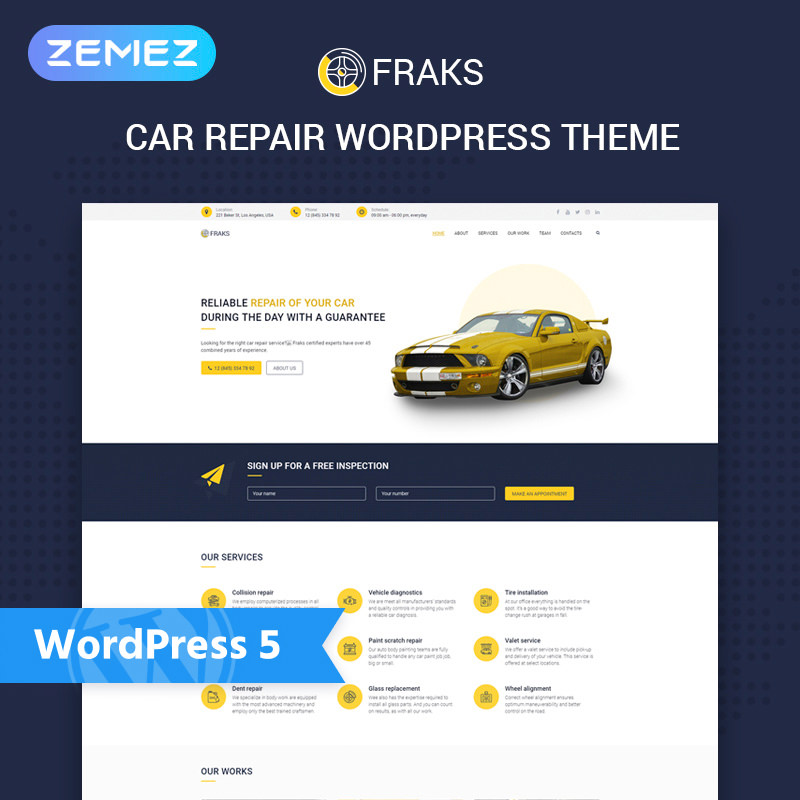 ZEMEZ
FRAKS
CAR REPAIR WORDPRESS THEME
Location
221 Beker St, Los Angeles, USA
Phone
12 (845) 334 78 92
Schedule
09:00 am - 06:00 pm, everyday
FRAKS
HOME ABOUT SERVICES OUR WORK TEAM CONTACTS
RELIABLE REPAIR OF YOUR CAR
DURING THE DAY WITH A GUARANTEE
Looking for the right car repair service? Fraks certified experts have over 45
combined years of experience.
12 (845) 334 78 92 ABOUT US
SIGN UP FOR A FREE INSPECTION
Your name Your number MAKE AN APPOINTMENT
OUR SERVICES
Collision repair
We employ computerized processes in all
Vehicle diagnostics
We are meet all manufacturers' standards
and quality controls in providing you with
a reliable car diagnosis.
Tire installation
At our office everything is handled on the
spot. It's a good way to avoid the tire
change rush at garages in fall.
WordPress 5
Paint scratch repair
Our auto body painting teams are fully
qualified to handle any car paint job,
big or small.
Valet service
We offer a valet service to include pick-up
and delivery of your vehicle. This service is
offered at select locations.
Dent repair
We specialize in body work are equipped
with the most advanced machinery and
employ only the best trained craftsmen.
Glass replacement
Weo also has the expertise required to
install all glass parts. And you can count
on results, as with all our work.
Wheel alignment
Correct wheel alignment ensures
optimum maneuverability and better
control on the road.
OUR WORKS